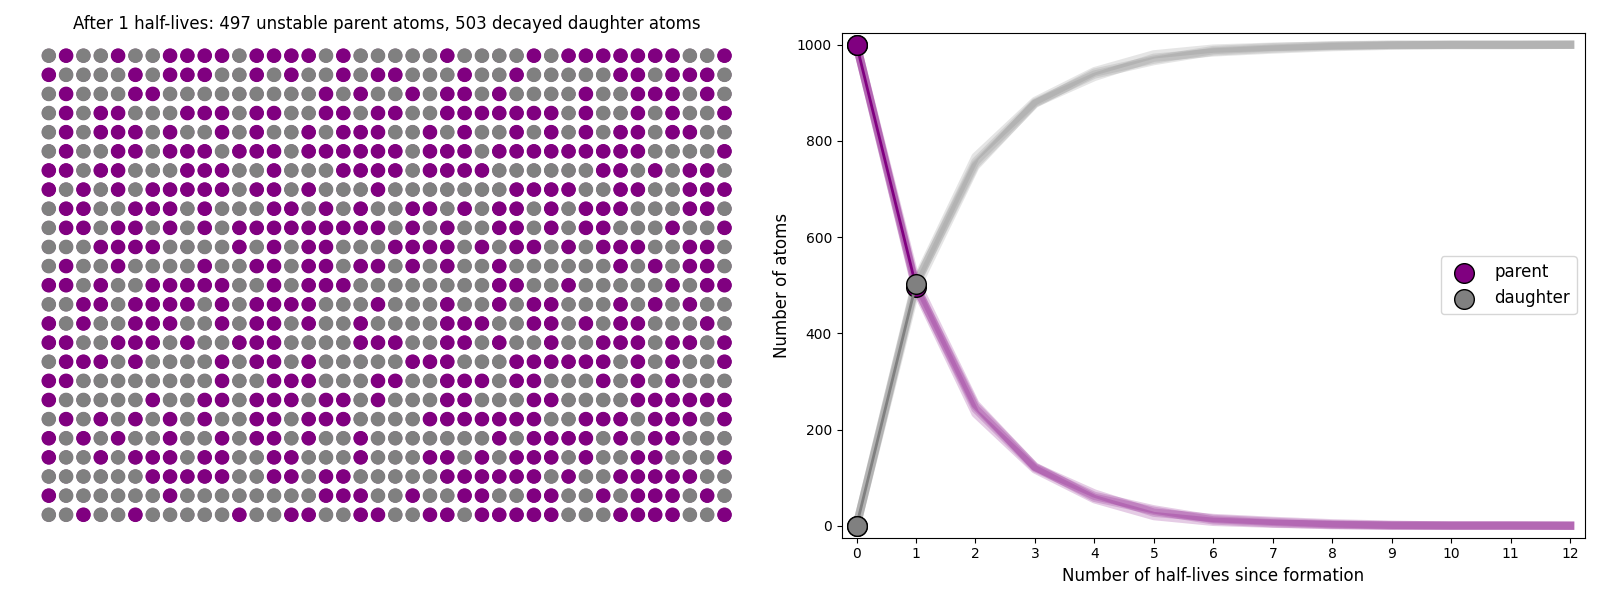 After 1 half-lives: 497 unstable parent atoms, 503 decayed daughter atoms
Number of atoms
1000
800
600
400
200
0
parent
daughter
0 1 2 3 4 5 6 7 8 9 10 11 12
Number of half-lives since formation